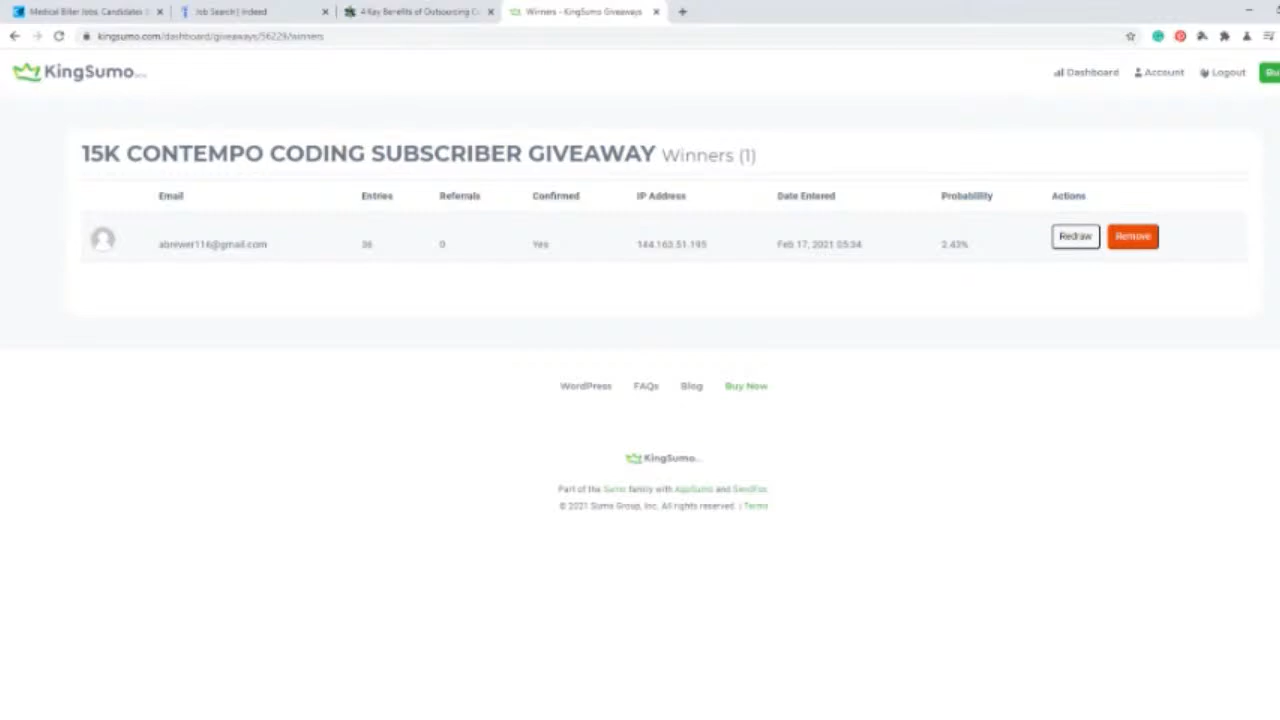 Medical Biller Jobs, Candidates
Job Search | Indeed
4 Key Benefits of Outsourcing C
Winners - KingSumo Giveaways
kingsumo.com/dashboard/giveaways/56229/winners
KingSumo
Dashboard
Account
Logout
Bu
15K CONTEMPO CODING SUBSCRIBER GIVEAWAY Winners (1)
Email Entries Referrals Confirmed IP Address Date Entered Probability Actions
abrewer116@gmail.com 36 0 Yes 144.163.51.195 Feb 17, 2021 05:34 2.43% Redraw Remove
WordPress FAQs Blog Buy Now
KingSumo
Part of the Sumo family with AppSumo and SendFox
© 2021 Sumo Group, Inc. All rights reserved. | Terms